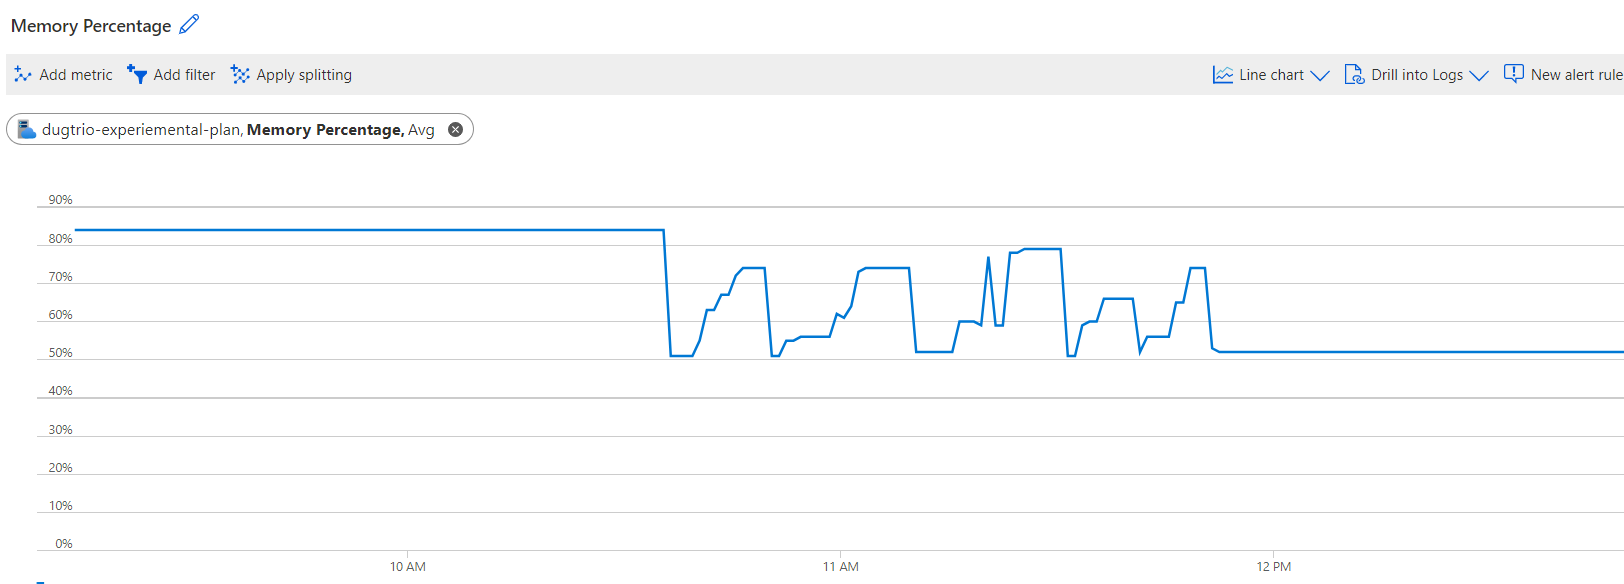 Memory Percentage
Add metric Add filter Apply splitting Line chart Drill into Logs New alert rule
dugtrio-experiemental-plan, Memory Percentage, Avg
90%
80%
70%
60%
50%
40%
30%
20%
10%
0%
10 AM 11 AM 12 PM